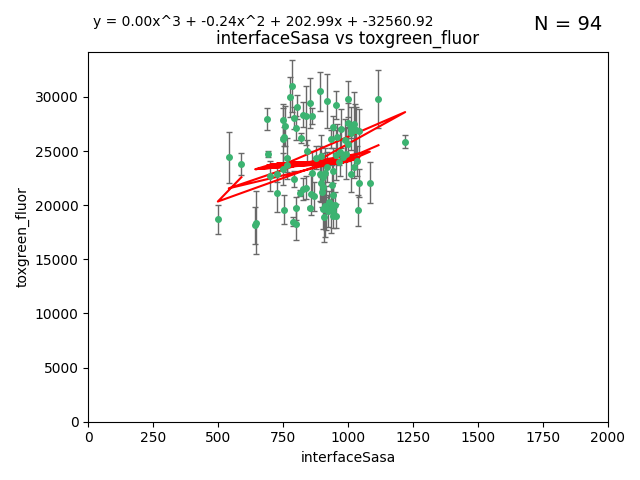 y = 0.00x^3 + -0.24x^2 + 202.99x + -32560.92
N = 94
interfaceSasa vs toxgreen_fluor
30000
25000
20000
15000
10000
5000
0
toxgreen_fluor
0 250 500 750 1000 1250 1500 1750 2000
interfaceSasa